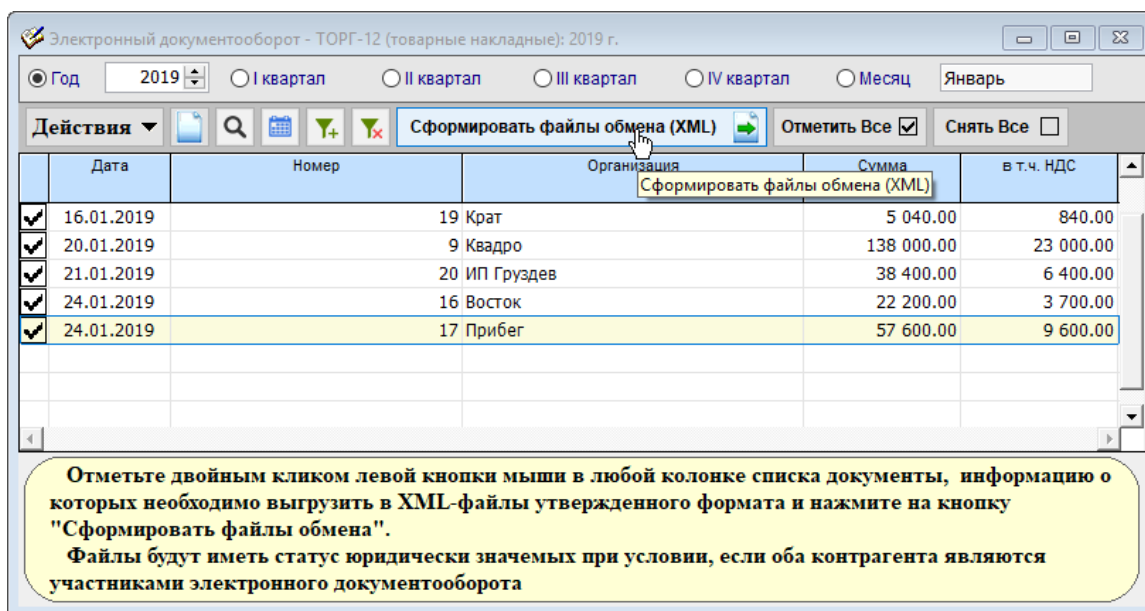 Электронный документооборот - ТОРГ-12 (товарные накладные): 2019 г.
Год 2019 I квартал II квартал III квартал IV квартал Месяц Январь
Действия Сформировать файлы обмена (XML) Отметить Все Снять Все
Дата Номер Организация Сумма в т.ч. НДС
Сформировать файлы обмена (XML)
16.01.2019 19 Крат 5 040.00 840.00
20.01.2019 9 Квадро 138 000.00 23 000.00
21.01.2019 20 ИП Груздев 38 400.00 6 400.00
24.01.2019 16 Восток 22 200.00 3 700.00
24.01.2019 17 Прибег 57 600.00 9 600.00
Отметьте двойным кликом левой кнопки мыши в любой колонке списка документы, информацию о
которых необходимо выгрузить в XML-файлы утвержденного формата и нажмите на кнопку
"Сформировать файлы обмена".
Файлы будут иметь статус юридически значемых при условии, если оба контрагента являются
участниками электронного документооборота